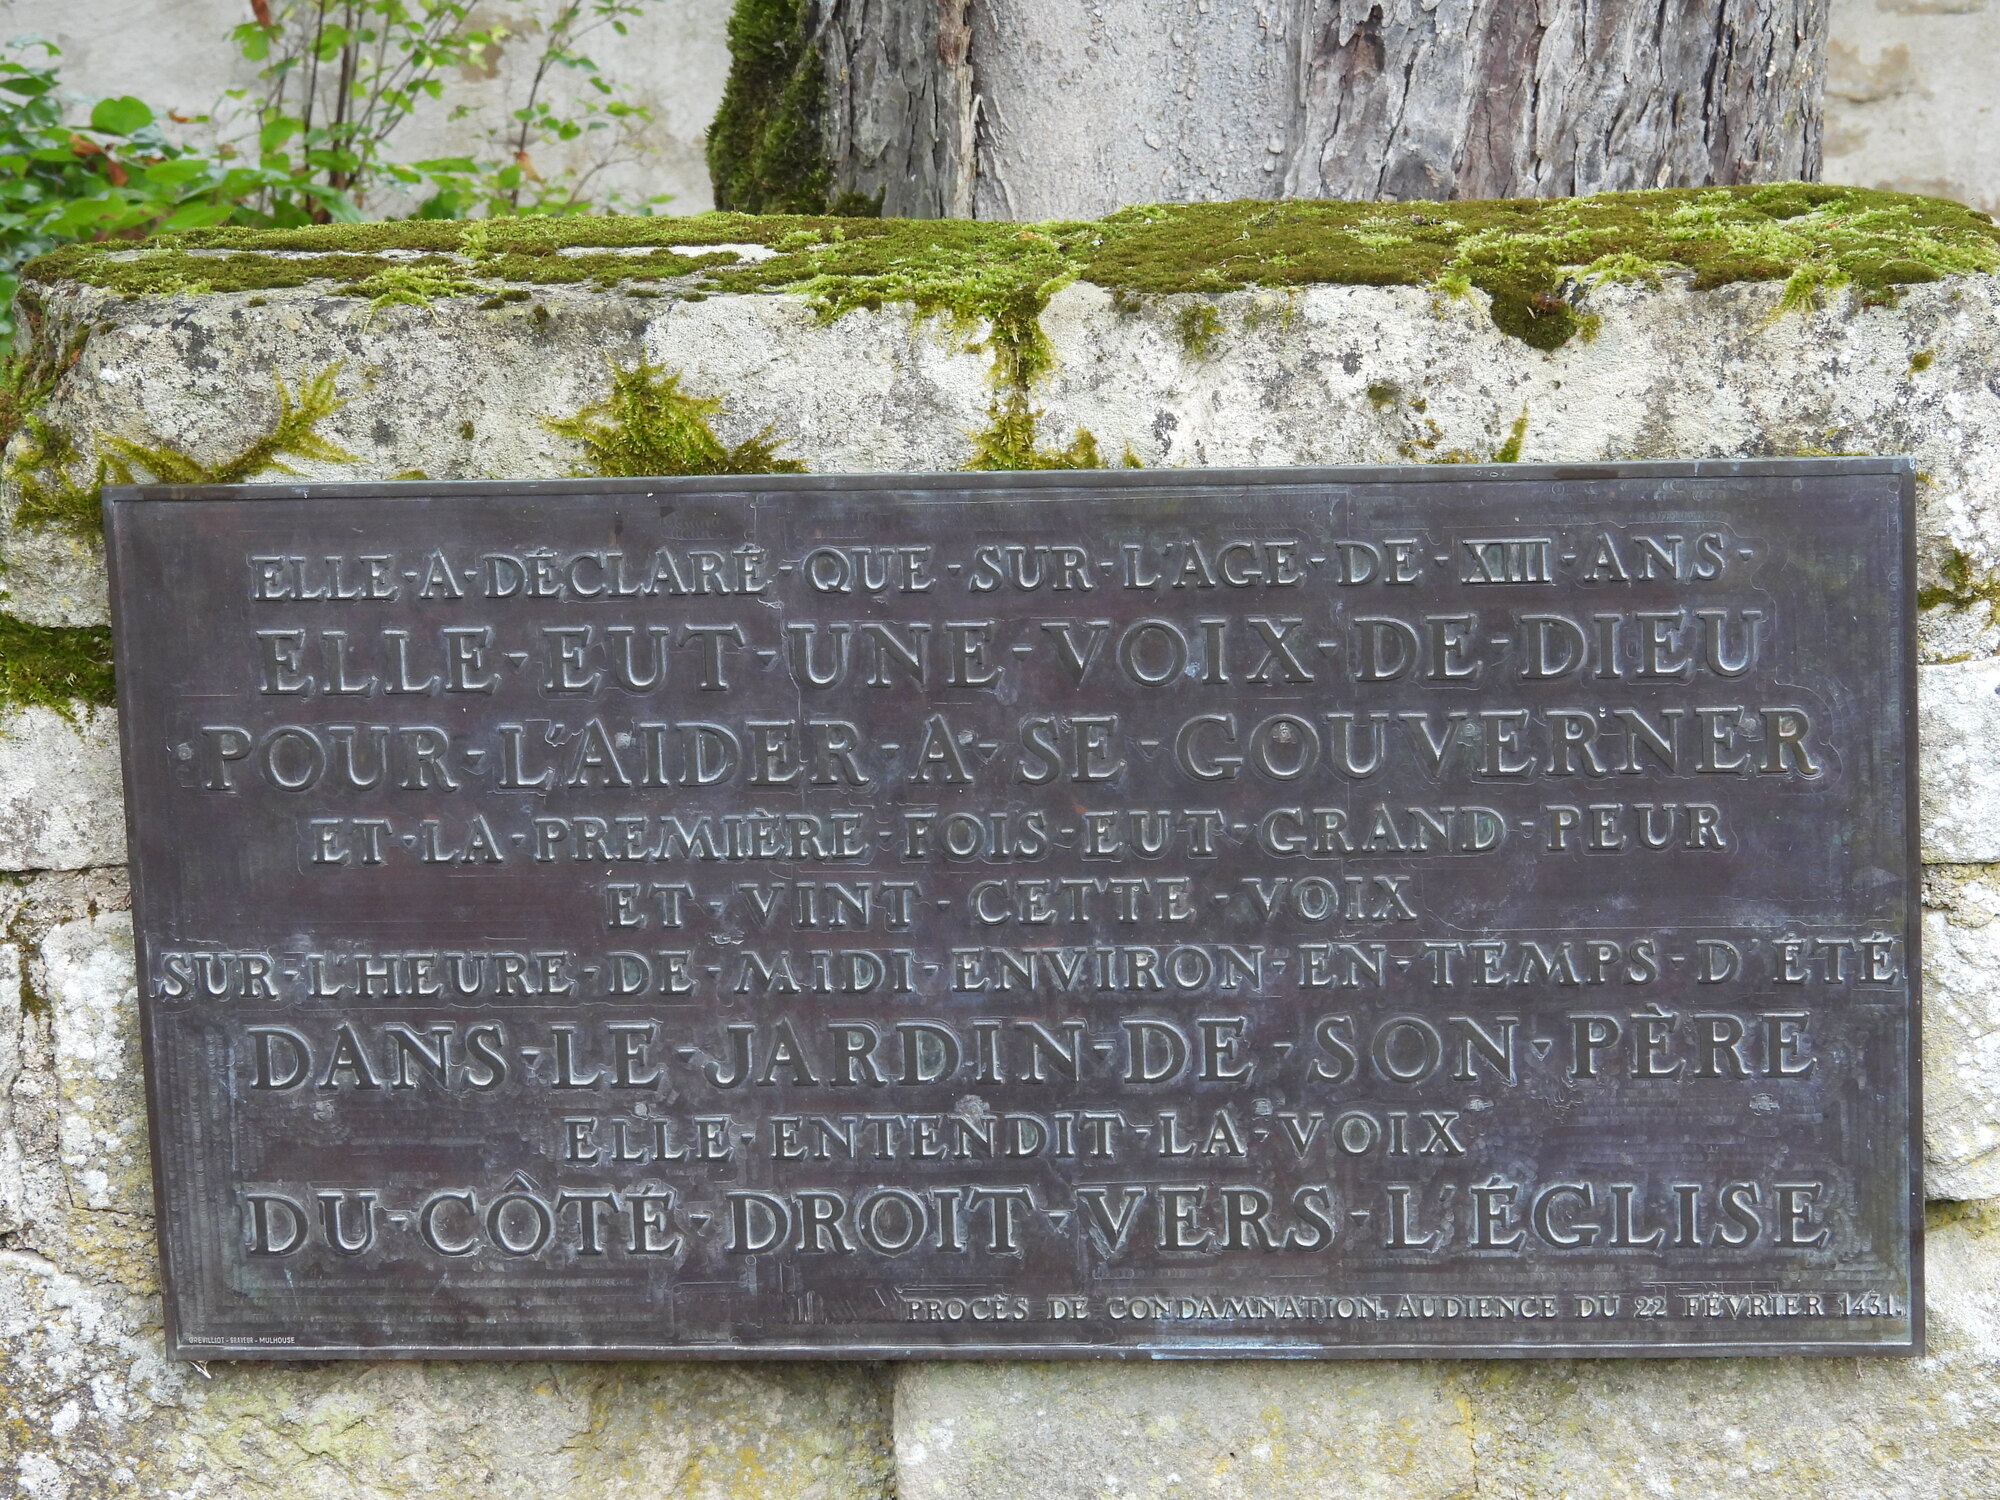 ELLE-A-DÉCLARÉ-QUE-SUR-L'AGE-DE-XIII-ANS-
ELLE-EUT-UNE-VOIX-DE-DIEU
POUR-L'AIDER-A-SE-GOUVERNER
ET-LA-PREMIÈRE-FOIS-EUT-GRAND-PEUR
ET-VINT-CETTE-VOIX
SUR-L'HEURE-DE-MIDI-ENVIRON-EN-TEMPS-D'ÉTÉ
DANS-LE-JARDIN-DE-SON-PÈRE
ELLE-ENTENDIT-LA-VOIX
DU-CÔTÉ-DROIT-VERS-L'ÉGLISE
PROCÈS DE CONDAMNATION, AUDIENCE DU 22 FÉVRIER 1431.
GRAVEUR - MULHOUSE